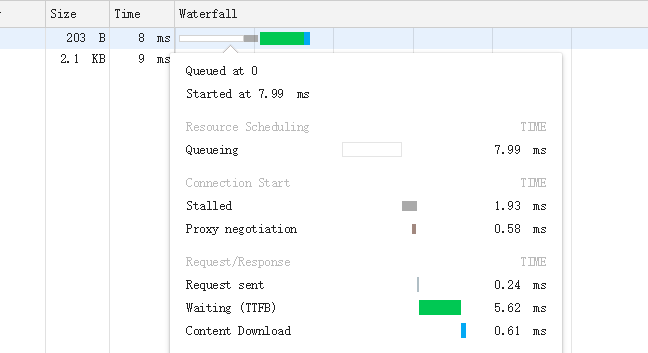 Size Time Waterfall
203 B 8 ms
2.1 KB 9 ms
Queued at 0
Started at 7.99 ms
Resource Scheduling TIME
Queueing 7.99 ms
Connection Start TIME
Stalled 1.93 ms
Proxy negotiation 0.58 ms
Request/Response TIME
Request sent 0.24 ms
Waiting (TTFB) 5.62 ms
Content Download 0.61 ms